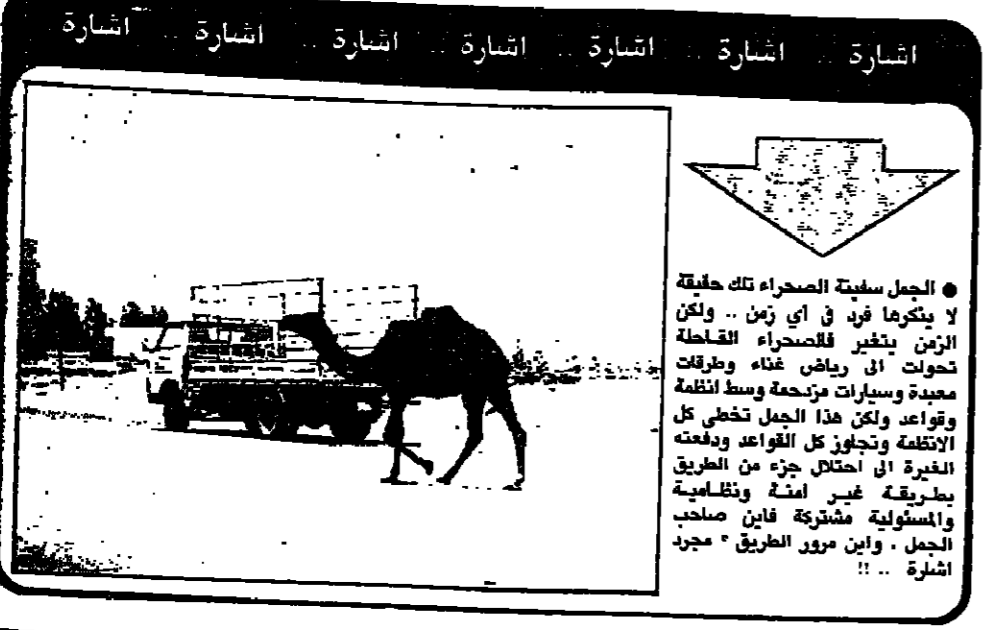 اشارة .. اشارة .. اشارة .. اشارة .. اشارة .. اشارة .. اشارة
● الجمل سفينة الصحراء تلك حقيقة
لا ينكرها فرد في أي زمن .. ولكن
الزمن يتغير فالصحراء القاحلة
تحولت الى رياض غناء وطرقات
معبدة وسيارات مزدحمة وسط انظمة
وقواعد ولكن هذا الجمل تخطى كل
الانظمة وتجاوز كل القواعد ودفعته
الغيرة الى احتلال جزء من الطريق
بطريقة غير امنة ونظامية
والمسئولية مشتركة فاين صاحب
الجمل . واين مرور الطريق ؟ مجرد
اشارة .. !!